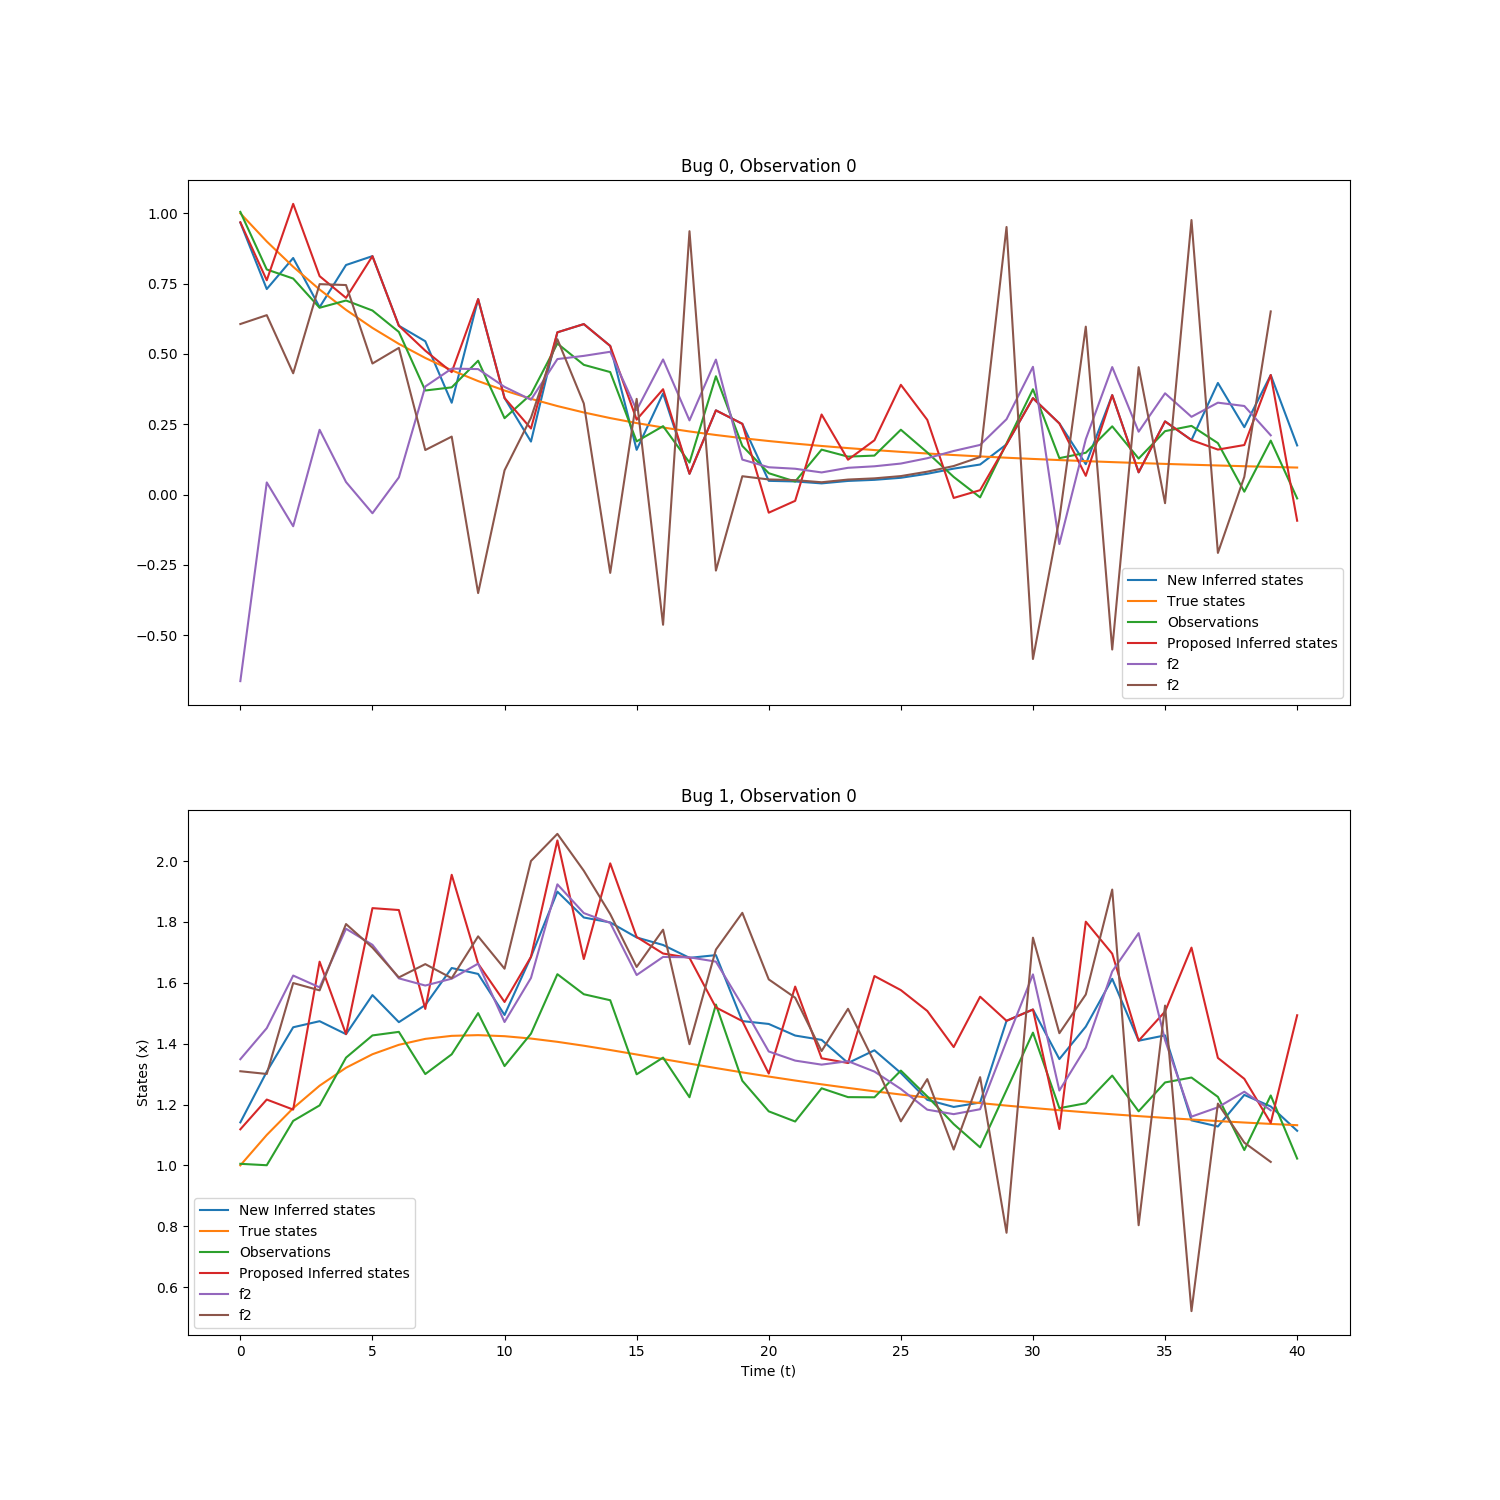 Bug 0, Observation 0
1.00
0.75
0.50
0.25
0.00
−0.25
−0.50
New Inferred states
True states
Observations
Proposed Inferred states
f2
f2
Bug 1, Observation 0
States (x)
2.0
1.8
1.6
1.4
1.2
1.0
0.8
0.6
New Inferred states
True states
Observations
Proposed Inferred states
f2
f2
0 5 10 15 20 25 30 35 40
Time (t)